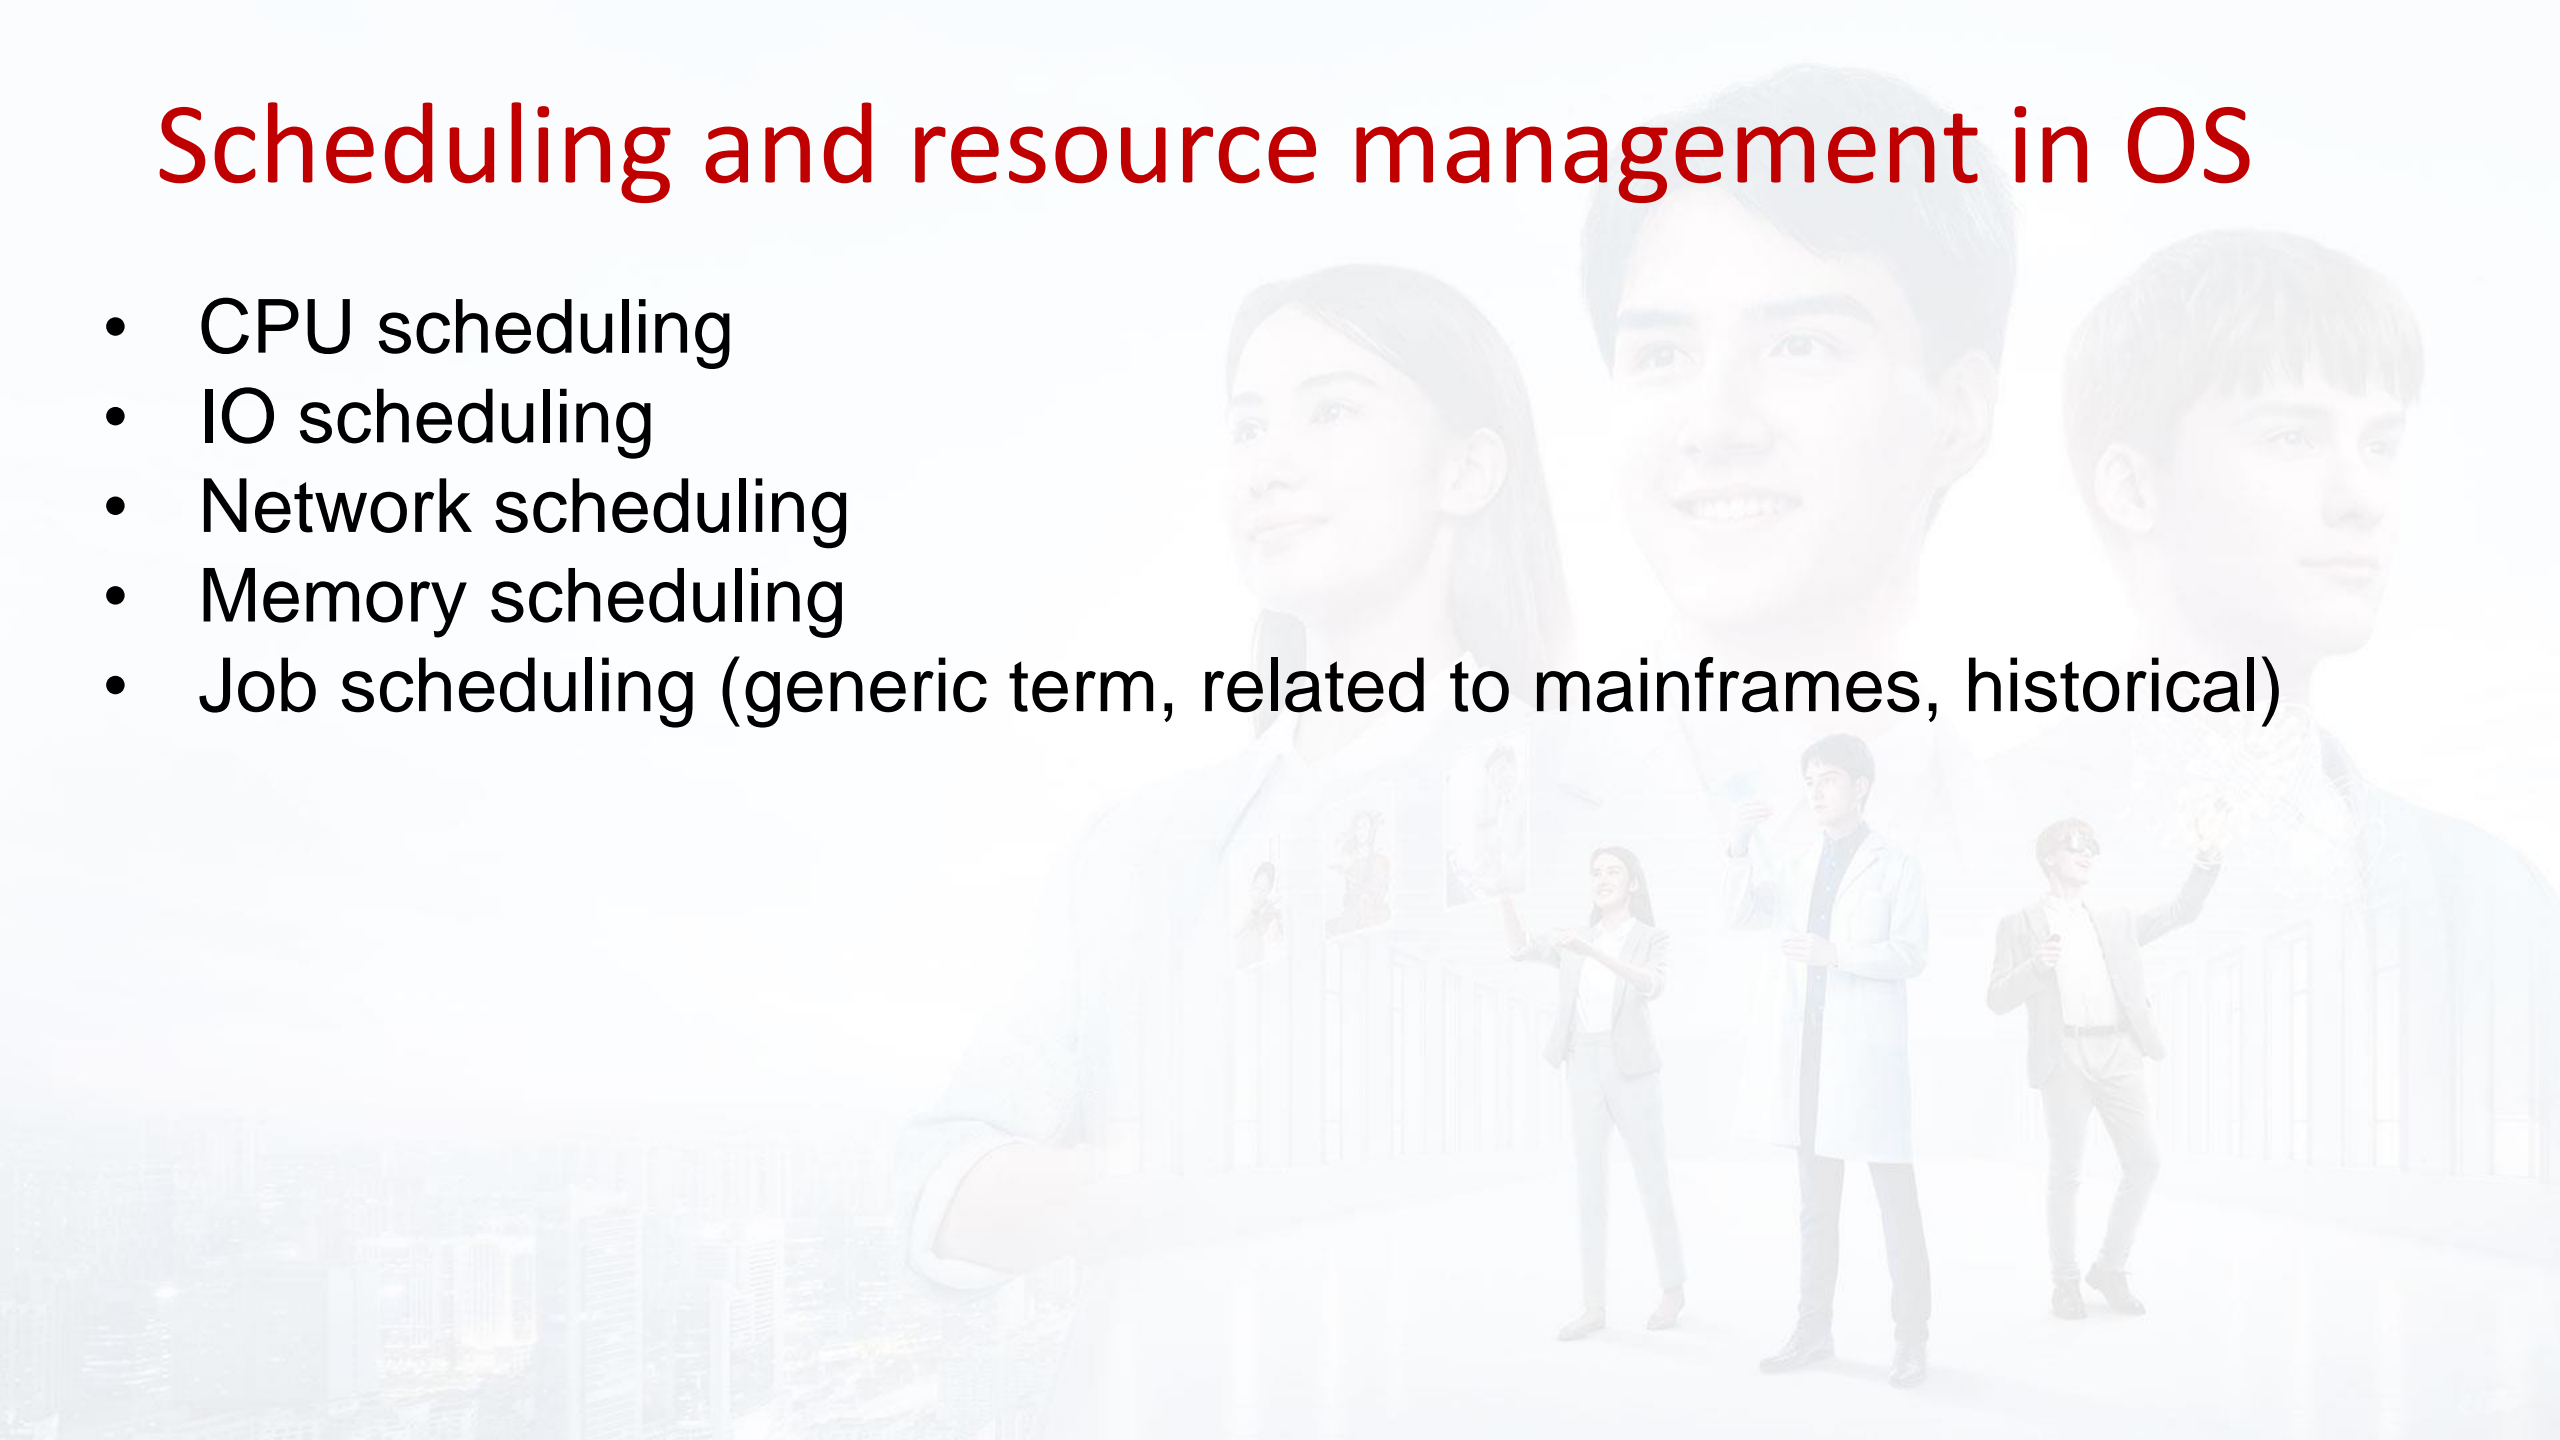 Scheduling and resource management in OS
• CPU scheduling
• IO scheduling
• Network scheduling
• Memory scheduling
• Job scheduling (generic term, related to mainframes, historical)